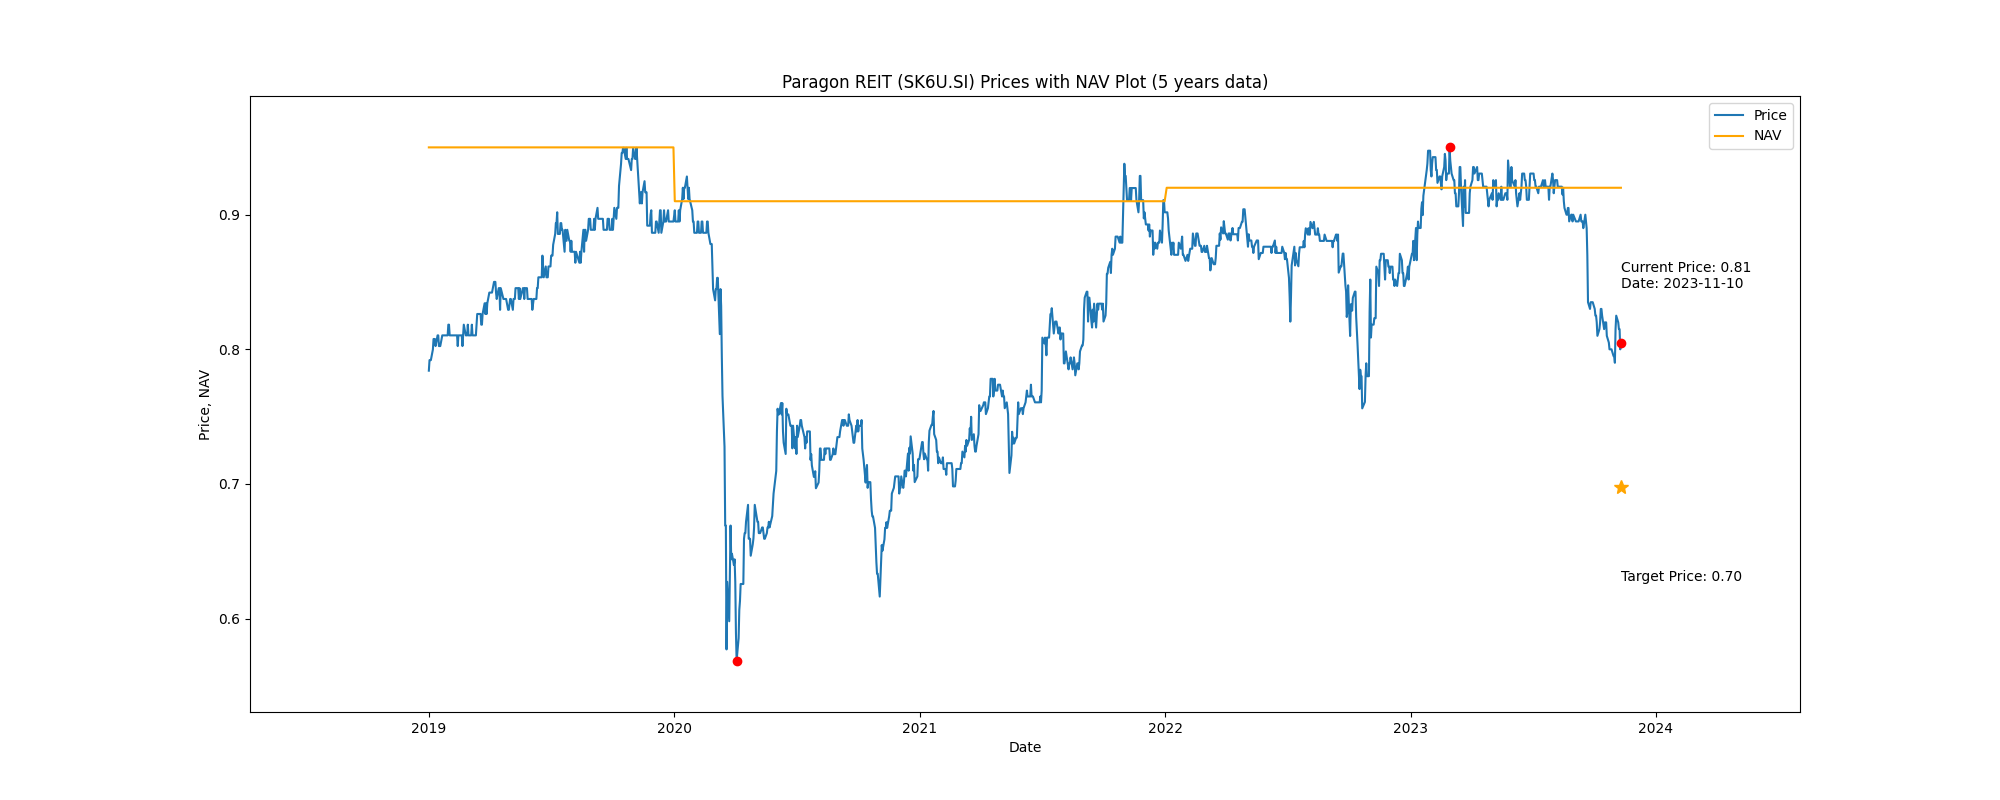 Paragon REIT (SK6U.SI) Prices with NAV Plot (5 years data)
Price
NAV
Price, NAV
0.9
0.8
0.7
0.6
Current Price: 0.81
Date: 2023-11-10
Target Price: 0.70
2019 2020 2021 2022 2023 2024
Date